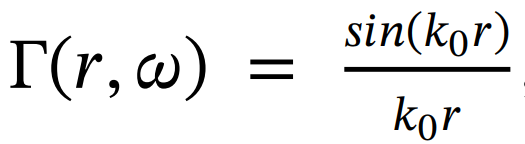 Γ(r, ω) = sin(k₀r) / k₀r,